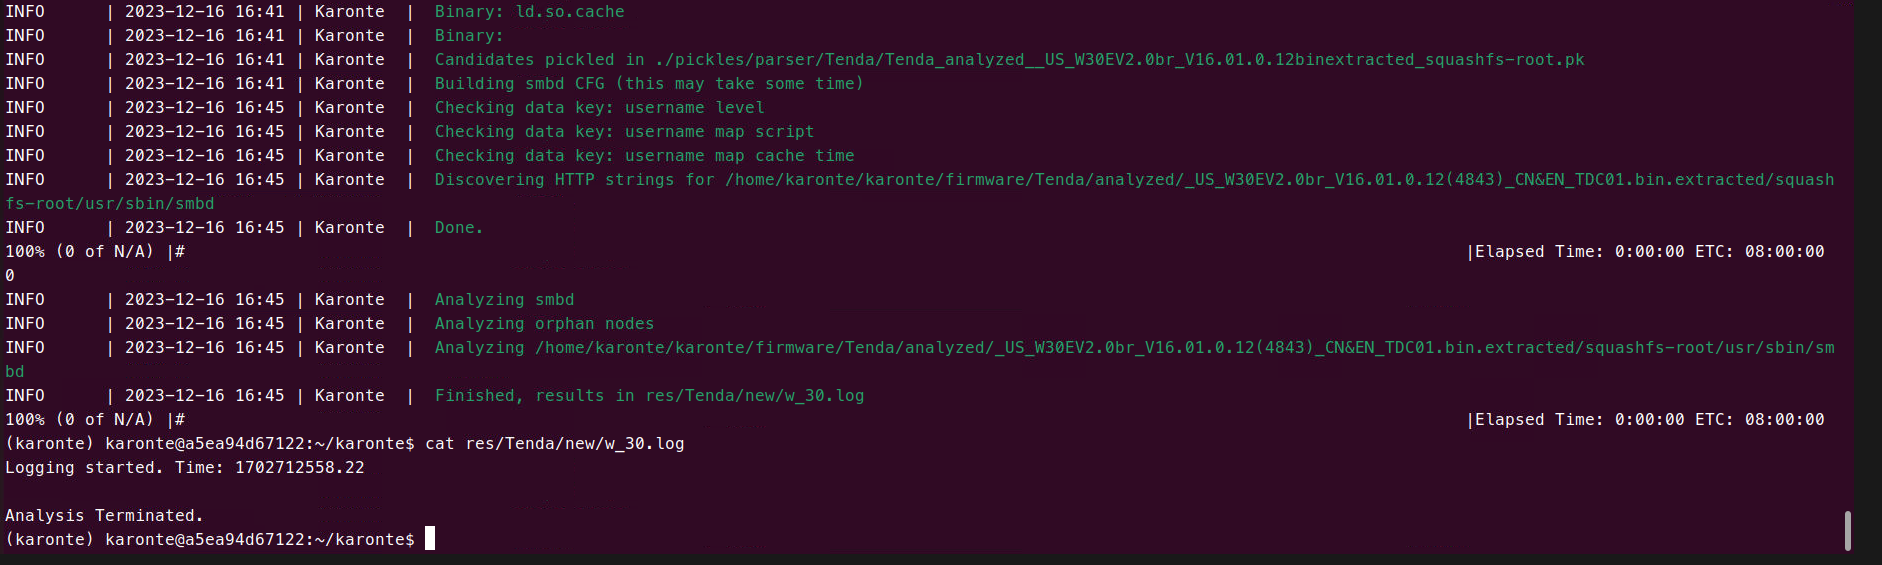 INFO      | 2023-12-16 16:41 | Karonte  |  Binary: ld.so.cache
INFO      | 2023-12-16 16:41 | Karonte  |  Binary:
INFO      | 2023-12-16 16:41 | Karonte  |  Candidates pickled in ./pickles/parser/Tenda/Tenda_analyzed__US_W30EV2.0br_V16.01.0.12binextracted_squashfs-root.pk
INFO      | 2023-12-16 16:41 | Karonte  |  Building smbd CFG (this may take some time)
INFO      | 2023-12-16 16:45 | Karonte  |  Checking data key: username level
INFO      | 2023-12-16 16:45 | Karonte  |  Checking data key: username map script
INFO      | 2023-12-16 16:45 | Karonte  |  Checking data key: username map cache time
INFO      | 2023-12-16 16:45 | Karonte  |  Discovering HTTP strings for /home/karonte/karonte/firmware/Tenda/analyzed/_US_W30EV2.0br_V16.01.0.12(4843)_CN&EN_TDC01.bin.extracted/squash
fs-root/usr/sbin/smbd
INFO      | 2023-12-16 16:45 | Karonte  |  Done.
100% (0 of N/A) |#                                                                                                                                |Elapsed Time: 0:00:00 ETC: 08:00:00
0
INFO      | 2023-12-16 16:45 | Karonte  |  Analyzing smbd
INFO      | 2023-12-16 16:45 | Karonte  |  Analyzing orphan nodes
INFO      | 2023-12-16 16:45 | Karonte  |  Analyzing /home/karonte/karonte/firmware/Tenda/analyzed/_US_W30EV2.0br_V16.01.0.12(4843)_CN&EN_TDC01.bin.extracted/squashfs-root/usr/sbin/sm
bd
INFO      | 2023-12-16 16:45 | Karonte  |  Finished, results in res/Tenda/new/w_30.log
100% (0 of N/A) |#                                                                                                                                |Elapsed Time: 0:00:00 ETC: 08:00:00
(karonte) karonte@a5ea94d67122:~/karonte$ cat res/Tenda/new/w_30.log
Logging started. Time: 1702712558.22
Analysis Terminated.
(karonte) karonte@a5ea94d67122:~/karonte$